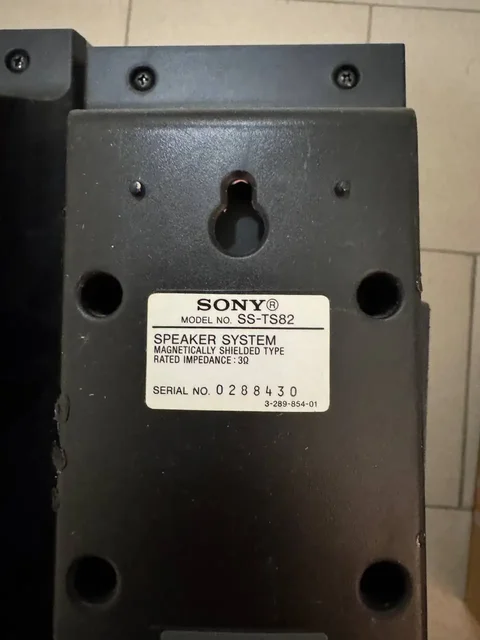 SONY®
MODEL NO. SS-TS82
SPEAKER SYSTEM
MAGNETICALLY SHIELDED TYPE
RATED IMPEDANCE : 3Ω
SERIAL NO. 0288430
3-289-854-01